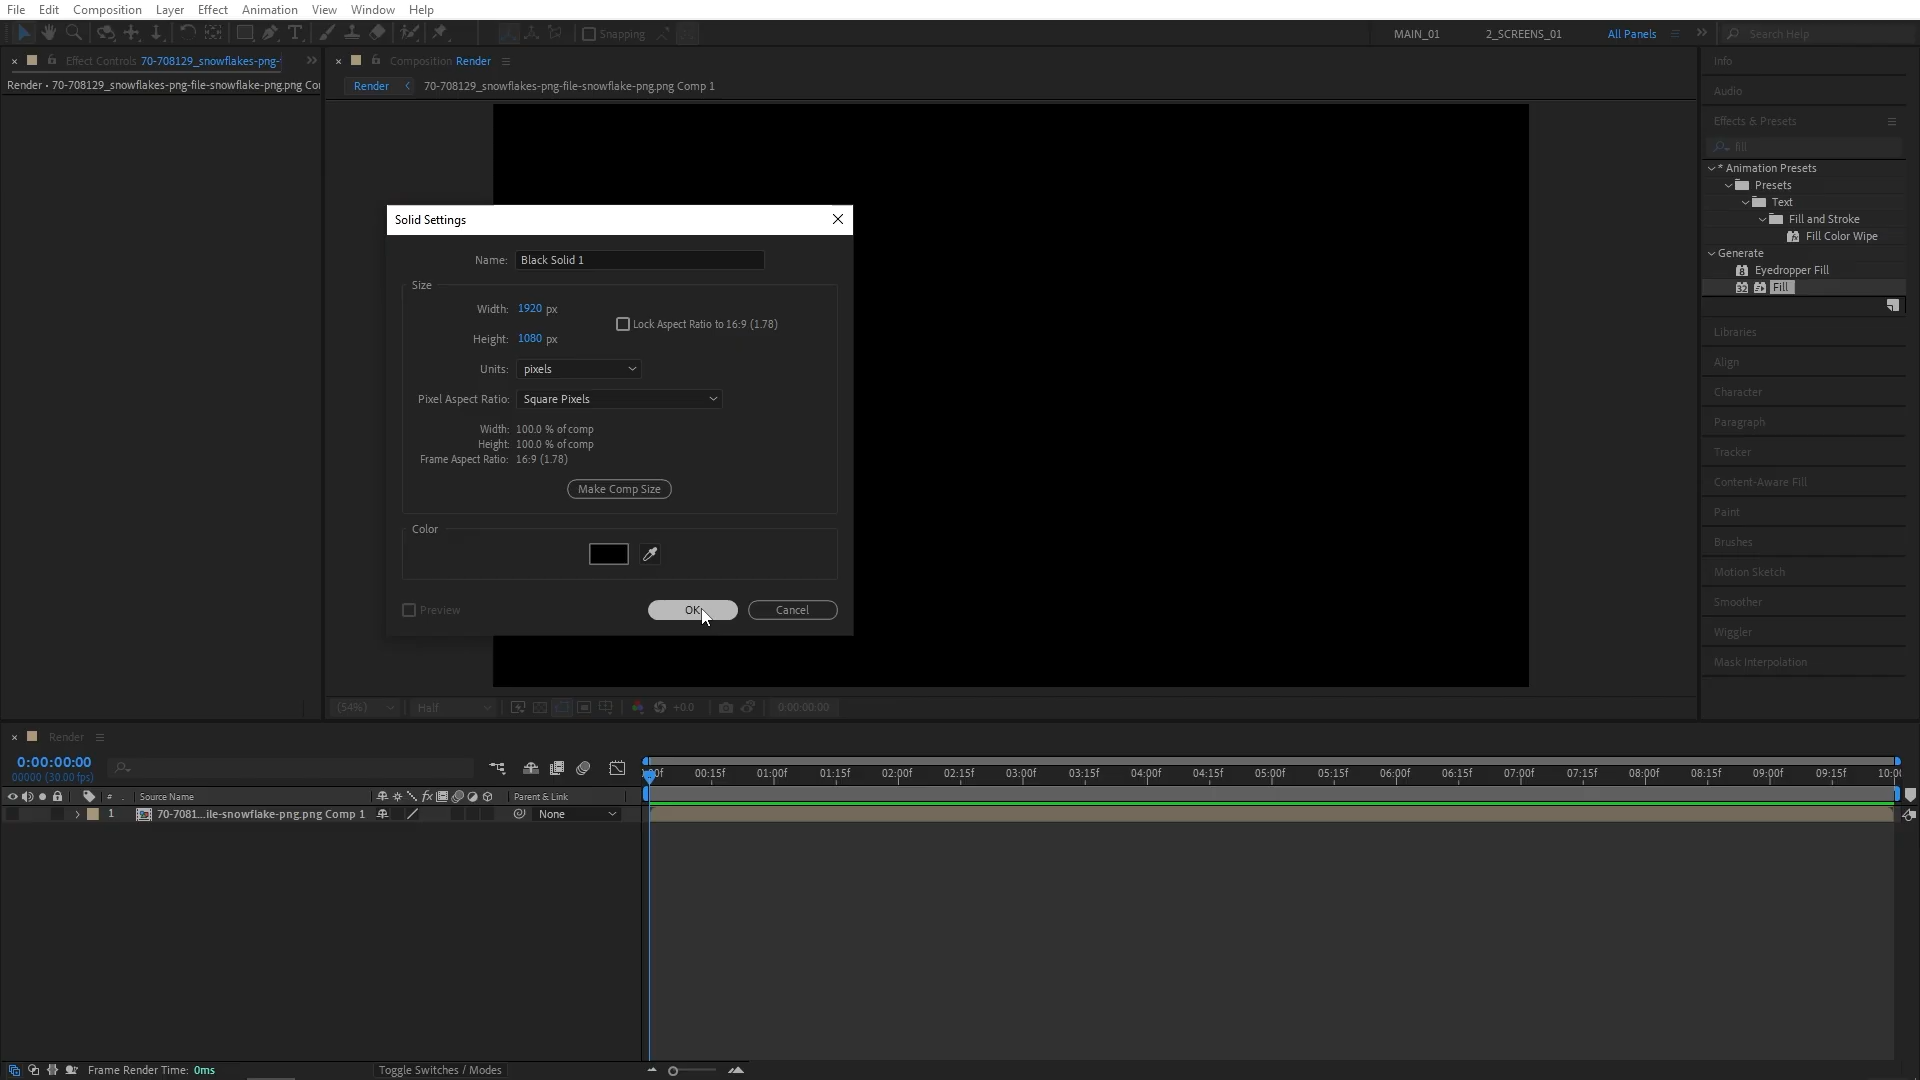 File Edit Composition Layer Effect Animation View Window Help
Snapping
MAIN_01 2_SCREENS_01 All Panels Search Help
Effect Controls 70-708129_snowflakes-png-
Render • 70-708129_snowflakes-png-file-snowflake-png.png Co
Composition Render
Render 70-708129_snowflakes-png-file-snowflake-png.png Comp 1
Solid Settings
Name: Black Solid 1
Size
Width: 1920 px
Lock Aspect Ratio to 16:9 (1.78)
Height: 1080 px
Units: pixels
Pixel Aspect Ratio: Square Pixels
Width: 100.0 % of comp
Height: 100.0 % of comp
Frame Aspect Ratio: 16:9 (1.78)
Make Comp Size
Color
Preview OK Cancel
Info
Audio
Effects & Presets
fill
* Animation Presets
Presets
Text
Fill and Stroke
Fill Color Wipe
Generate
Eyedropper Fill
Fill
Libraries
Align
Character
Paragraph
Tracker
Content-Aware Fill
Paint
Brushes
Motion Sketch
Smoother
Wiggler
Mask Interpolation
(54%) Half +0.0 0:00:00:00
Render
0:00:00:00
00000 (30.00 fps)
00:15f 01:00f 01:15f 02:00f 02:15f 03:00f 03:15f 04:00f 04:15f 05:00f 05:15f 06:00f 06:15f 07:00f 07:15f 08:00f 08:15f 09:00f 09:15f 10:0
# . Source Name fx Parent & Link
1 70-7081...ile-snowflake-png.png Comp 1 None
Frame Render Time: 0ms Toggle Switches / Modes